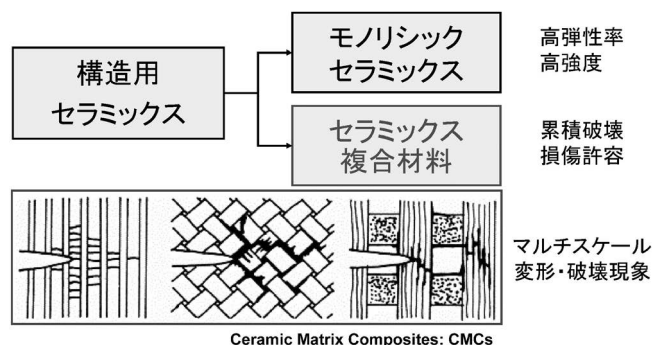 構造用
セラミックス
モノリシック
セラミックス
高弾性率
高強度
セラミックス
複合材料
累積破壊
損傷許容
マルチスケール
変形・破壊現象
Ceramic Matrix Composites: CMCs